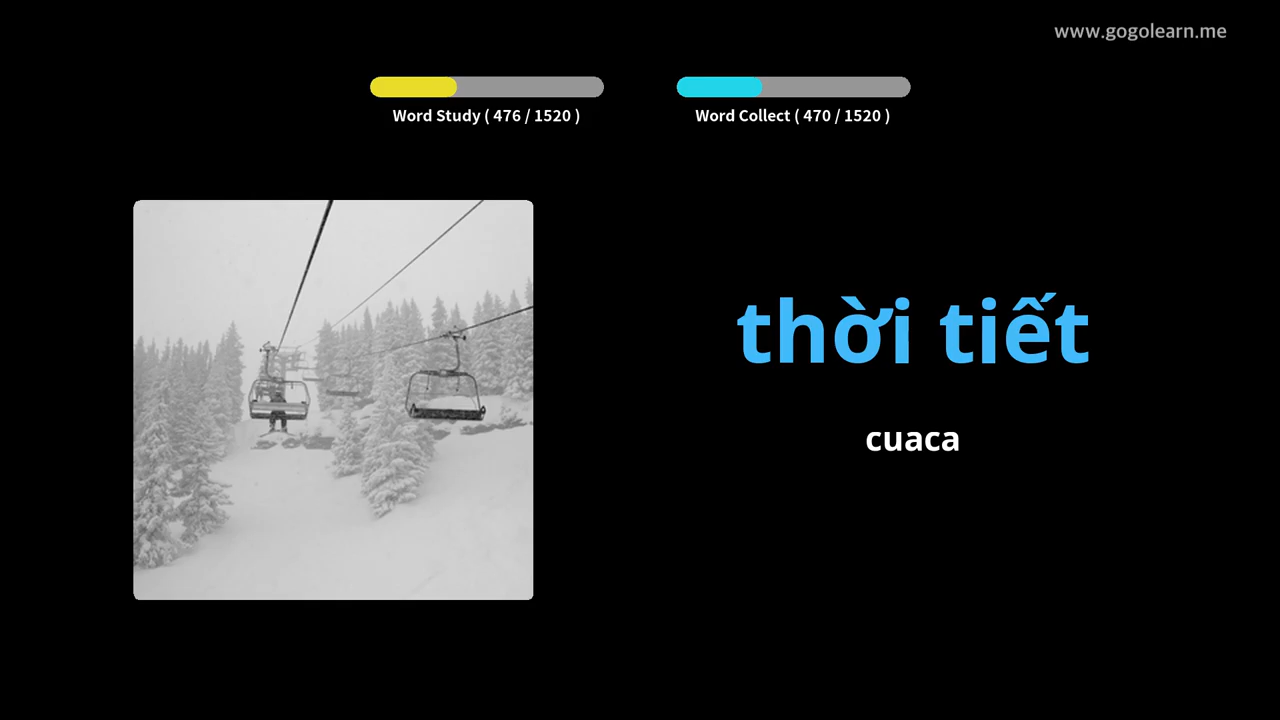 www.gogolearn.me
Word Study ( 476 / 1520 )
Word Collect ( 470 / 1520 )
thời tiết
cuaca